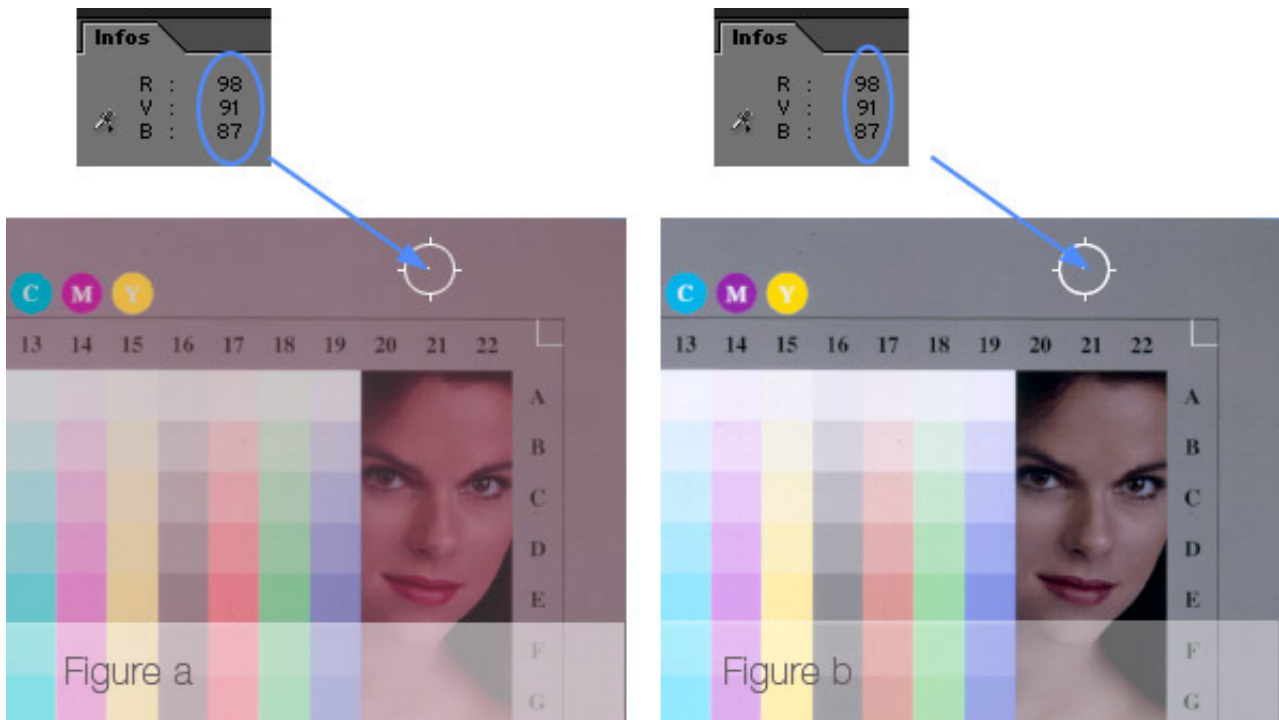 Infos
R : 98
V : 91
B : 87
Infos
R : 98
V : 91
B : 87
C M Y
13 14 15 16 17 18 19 20 21 22
A
B
C
D
E
F
G
Figure a
C M Y
13 14 15 16 17 18 19 20 21 22
A
B
C
D
E
F
G
Figure b